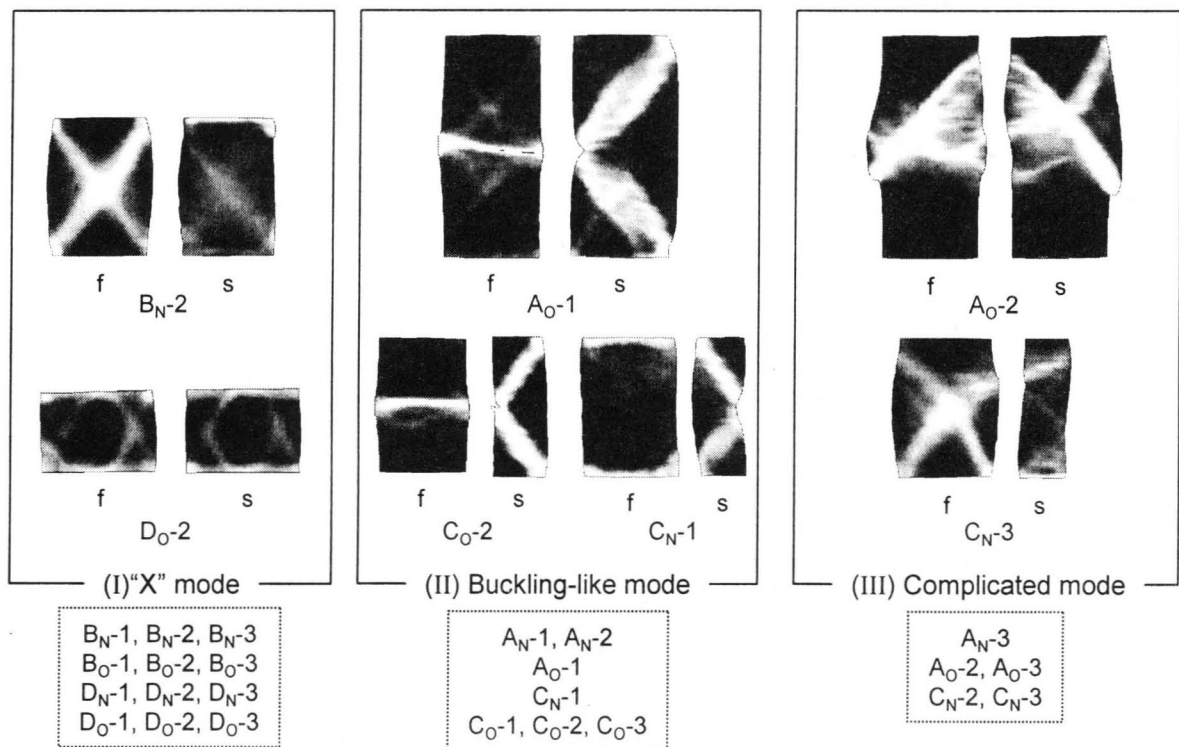 f s
B_N-2
f s
D_O-2
(I)“X” mode
B_N-1, B_N-2, B_N-3
B_O-1, B_O-2, B_O-3
D_N-1, D_N-2, D_N-3
D_O-1, D_O-2, D_O-3
f s
A_O-1
f s
C_O-2
f s
C_N-1
(II) Buckling-like mode
A_N-1, A_N-2
A_O-1
C_N-1
C_O-1, C_O-2, C_O-3
f s
A_O-2
f s
C_N-3
(III) Complicated mode
A_N-3
A_O-2, A_O-3
C_N-2, C_N-3